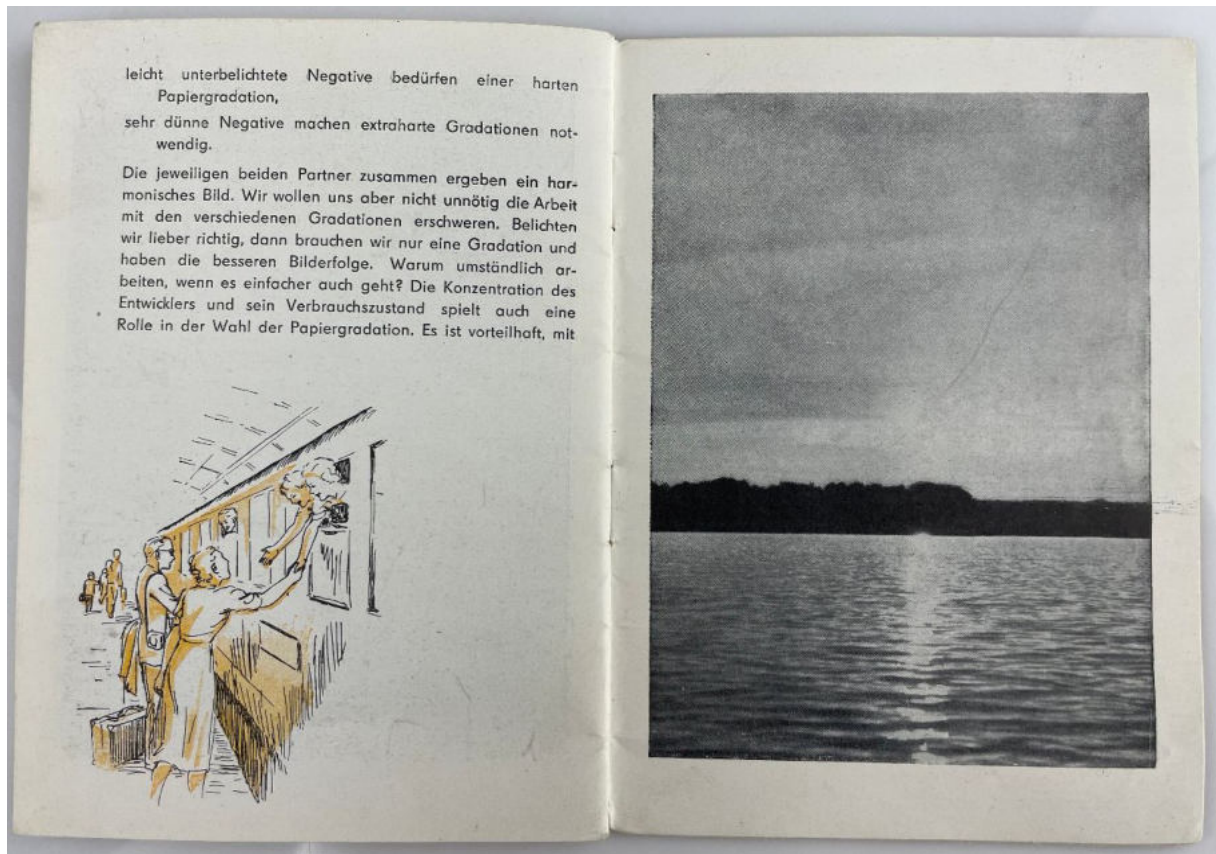 leicht unterbelichtete Negative bedürfen einer harten
Papiergradation,
sehr dünne Negative machen extraharte Gradationen not-
wendig.
Die jeweiligen beiden Partner zusammen ergeben ein har-
monisches Bild. Wir wollen uns aber nicht unnötig die Arbeit
mit den verschiedenen Gradationen erschweren. Belichten
wir lieber richtig, dann brauchen wir nur eine Gradation und
haben die besseren Bilderfolge. Warum umständlich ar-
beiten, wenn es einfacher auch geht? Die Konzentration des
Entwicklers und sein Verbrauchszustand spielt auch eine
Rolle in der Wahl der Papiergradation. Es ist vorteilhaft, mit